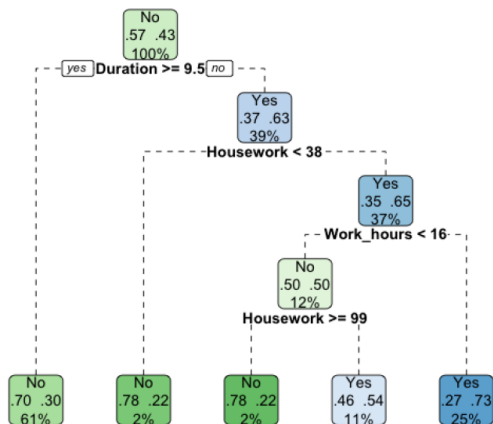 No
.57 .43
100%
yes Duration >= 9.5 no
Yes
.37 .63
39%
Housework < 38
Yes
.35 .65
37%
Work_hours < 16
No
.50 .50
12%
Housework >= 99
No
.70 .30
61%
No
.78 .22
2%
No
.78 .22
2%
Yes
.46 .54
11%
Yes
.27 .73
25%